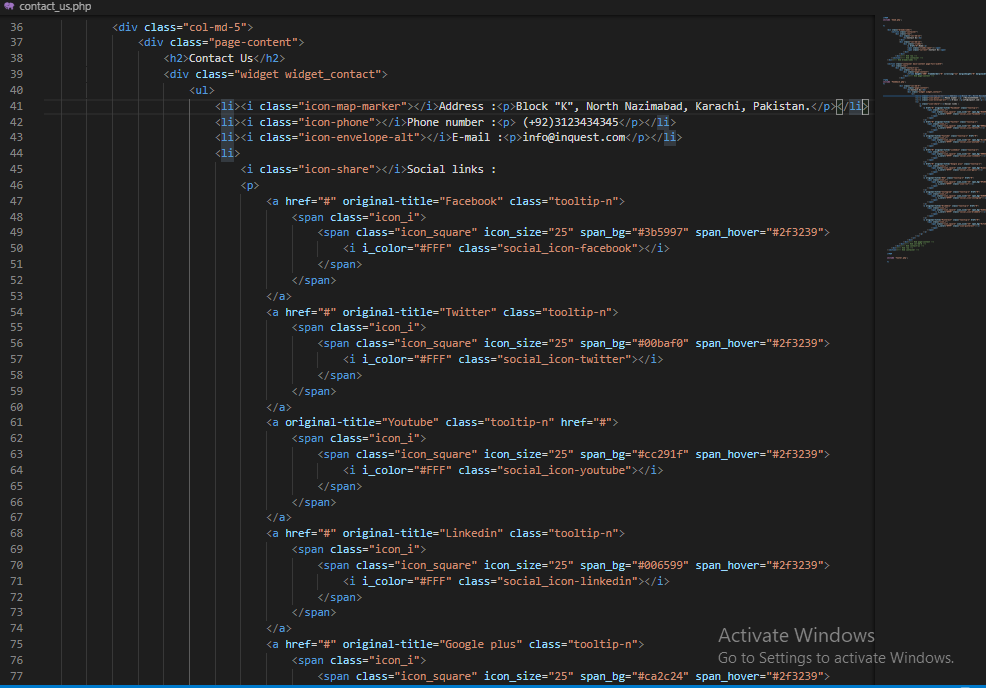 contact_us.php
36 <div class="col-md-5">
37 <div class="page-content">
38 <h2>Contact Us</h2>
39 <div class="widget widget_contact">
40 <ul>
41 <li><i class="icon-map-marker"></i>Address :<p>Block "K", North Nazimabad, Karachi, Pakistan.</p></li>
42 <li><i class="icon-phone"></i>Phone number :<p> (+92)3123434345</p></li>
43 <li><i class="icon-envelope-alt"></i>E-mail :<p>info@inquest.com</p></li>
44 <li>
45 <i class="icon-share"></i>Social links :
46 <p>
47 <a href="#" original-title="Facebook" class="tooltip-n">
48 <span class="icon_i">
49 <span class="icon_square" icon_size="25" span_bg="#3b5997" span_hover="#2f3239">
50 <i i_color="#FFF" class="social_icon-facebook"></i>
51 </span>
52 </span>
53 </a>
54 <a href="#" original-title="Twitter" class="tooltip-n">
55 <span class="icon_i">
56 <span class="icon_square" icon_size="25" span_bg="#00baf0" span_hover="#2f3239">
57 <i i_color="#FFF" class="social_icon-twitter"></i>
58 </span>
59 </span>
60 </a>
61 <a original-title="Youtube" class="tooltip-n" href="#">
62 <span class="icon_i">
63 <span class="icon_square" icon_size="25" span_bg="#cc291f" span_hover="#2f3239">
64 <i i_color="#FFF" class="social_icon-youtube"></i>
65 </span>
66 </span>
67 </a>
68 <a href="#" original-title="Linkedin" class="tooltip-n">
69 <span class="icon_i">
70 <span class="icon_square" icon_size="25" span_bg="#006599" span_hover="#2f3239">
71 <i i_color="#FFF" class="social_icon-linkedin"></i>
72 </span>
73 </span>
74 </a>
75 <a href="#" original-title="Google plus" class="tooltip-n">
76 <span class="icon_i">
77 <span class="icon_square" icon_size="25" span_bg="#ca2c24" span_hover="#2f3239">
Activate Windows
Go to Settings to activate Windows.